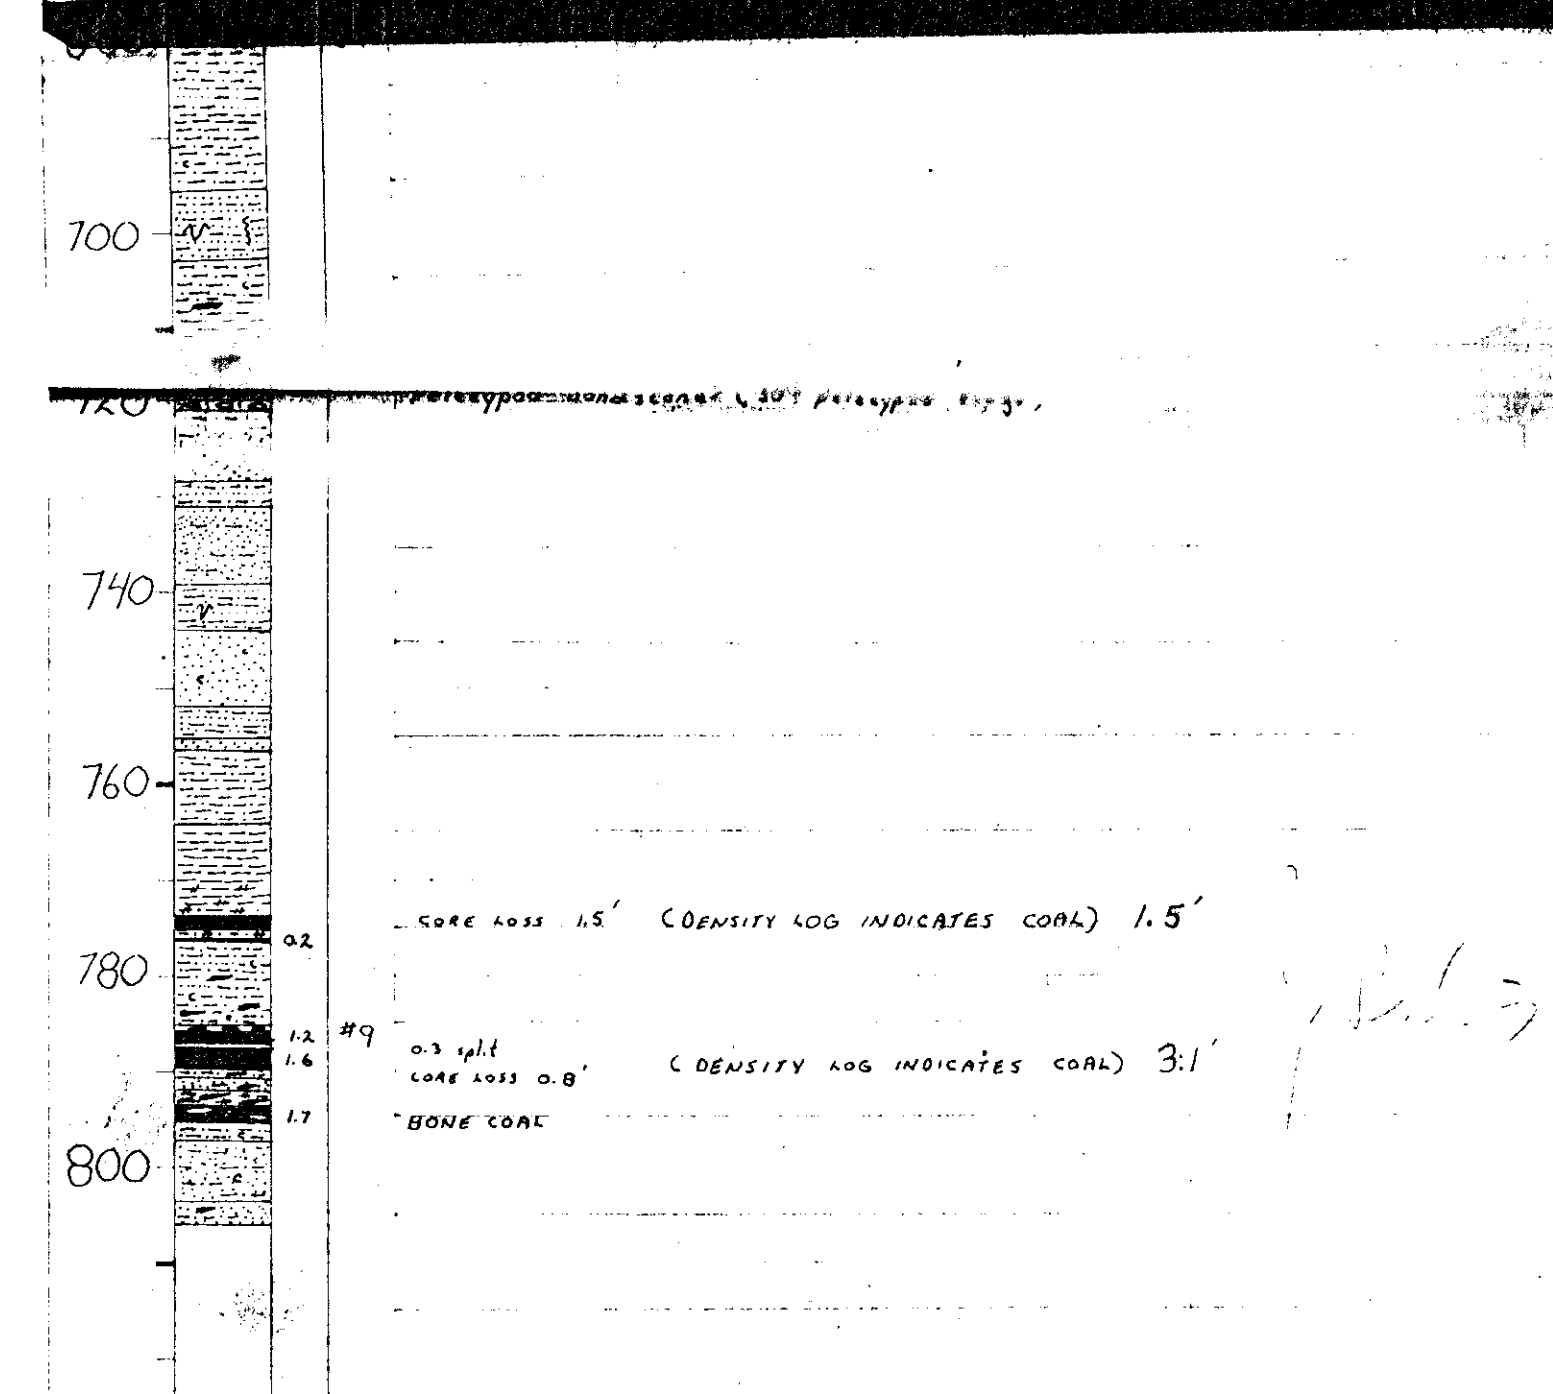 700
720
740
760
CORE LOSS 1.5' (DENSITY LOG INDICATES COAL) 1.5'
0.2
780
1.2 #9
0.3 split
1.6 (DENSITY LOG INDICATES COAL) 3.1'
CORE LOSS 0.8'
1.7 BONE COAL
800